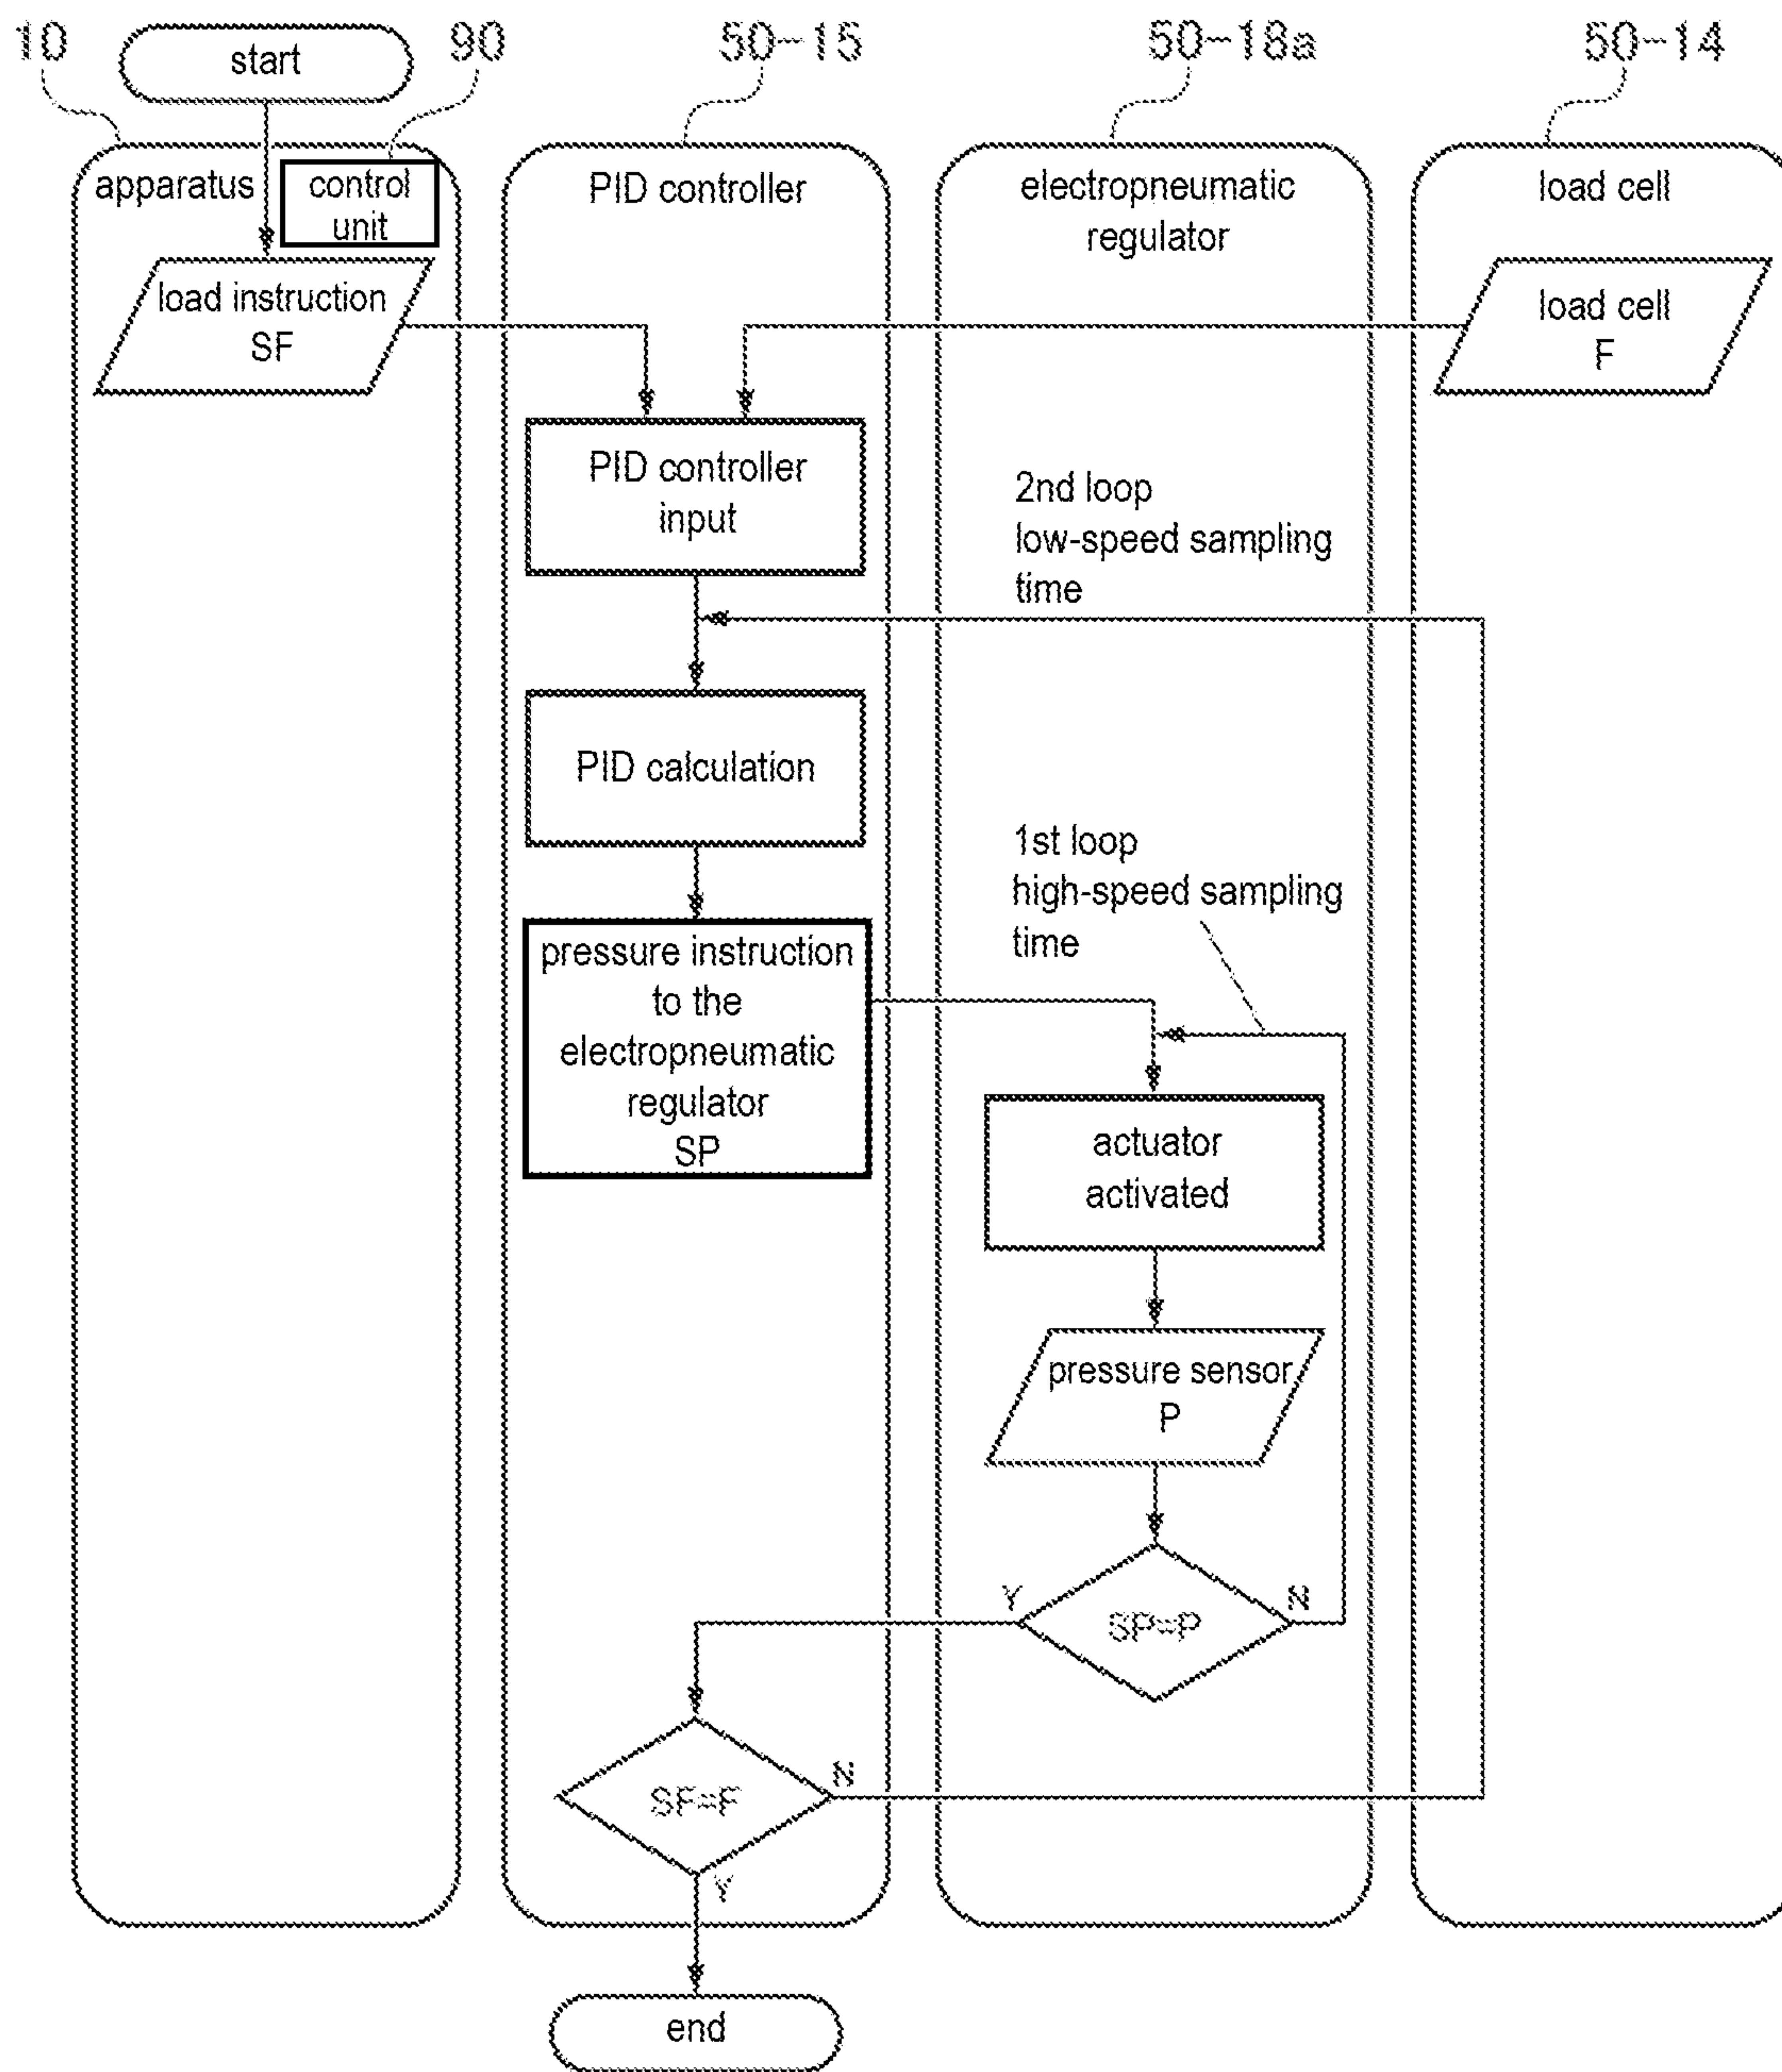 10
start
90
50-15
50-18a
50-14
apparatus
control
unit
PID controller
electropneumatic
regulator
load cell
load instruction
SF
load cell
F
PID controller
input
2nd loop
low-speed sampling
time
PID calculation
1st loop
high-speed sampling
time
pressure instruction
to the
electropneumatic
regulator
SP
actuator
activated
pressure sensor
P
Y
SP=P
N
SF=F
N
Y
end